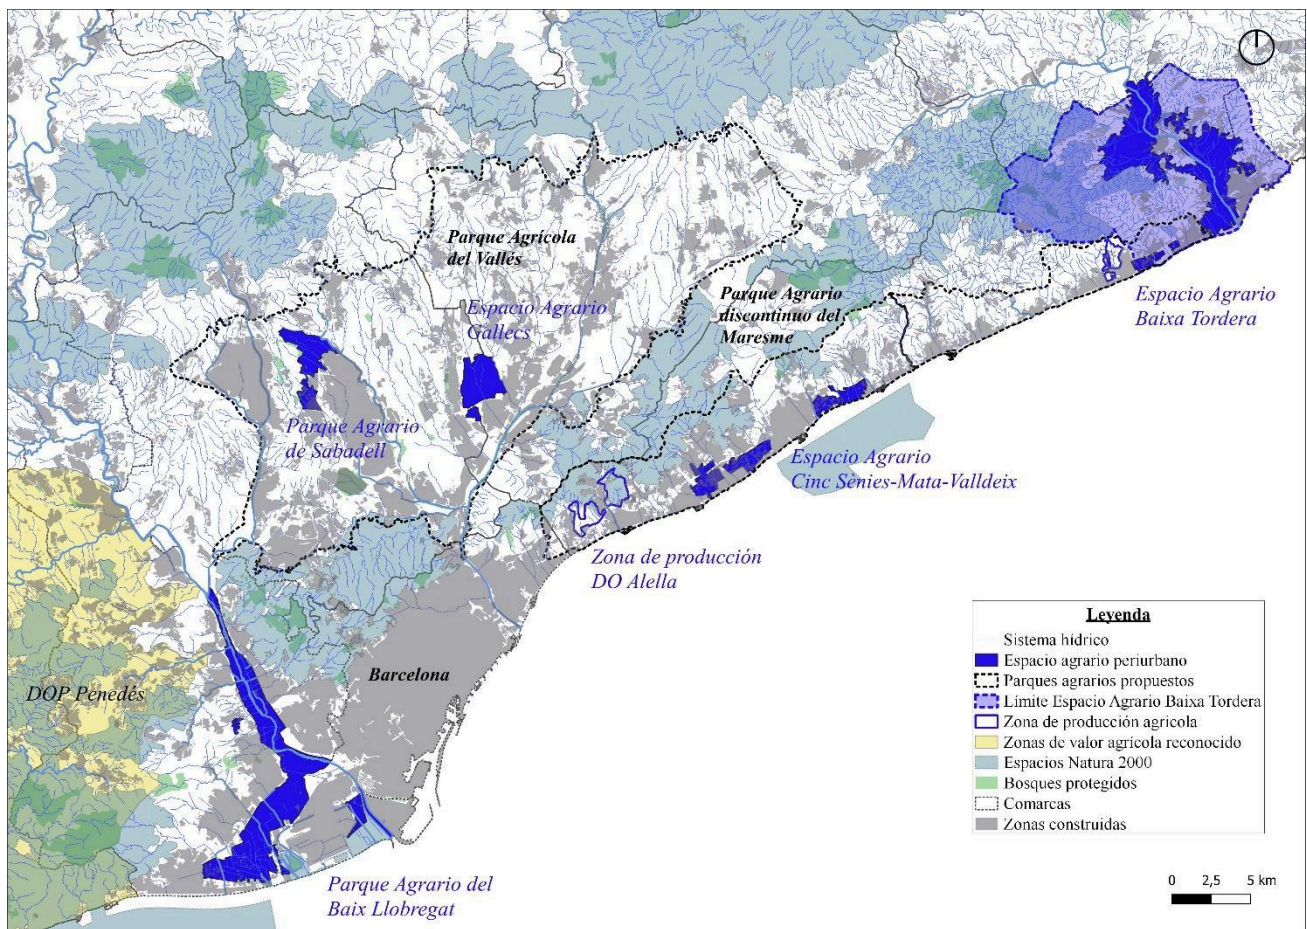 Parque Agrícola
del Vallés
Espacio Agrario
Gallecs
Parque Agrario
discontinuo del
Maresme
Espacio Agrario
Baixa Tordera
Parque Agrario
de Sabadell
Espacio Agrario
Cinc Sènies-Mata-Valldeix
Zona de producción
DO Alella
Barcelona
DOP Penedés
Parque Agrario del
Baix Llobregat
Leyenda
Sistema hídrico
Espacio agrario periurbano
Parques agrarios propuestos
Limite Espacio Agrario Baixa Tordera
Zona de producción agrícola
Zonas de valor agrícola reconocido
Espacios Natura 2000
Bosques protegidos
Comarcas
Zonas construidas
0 2,5 5 km